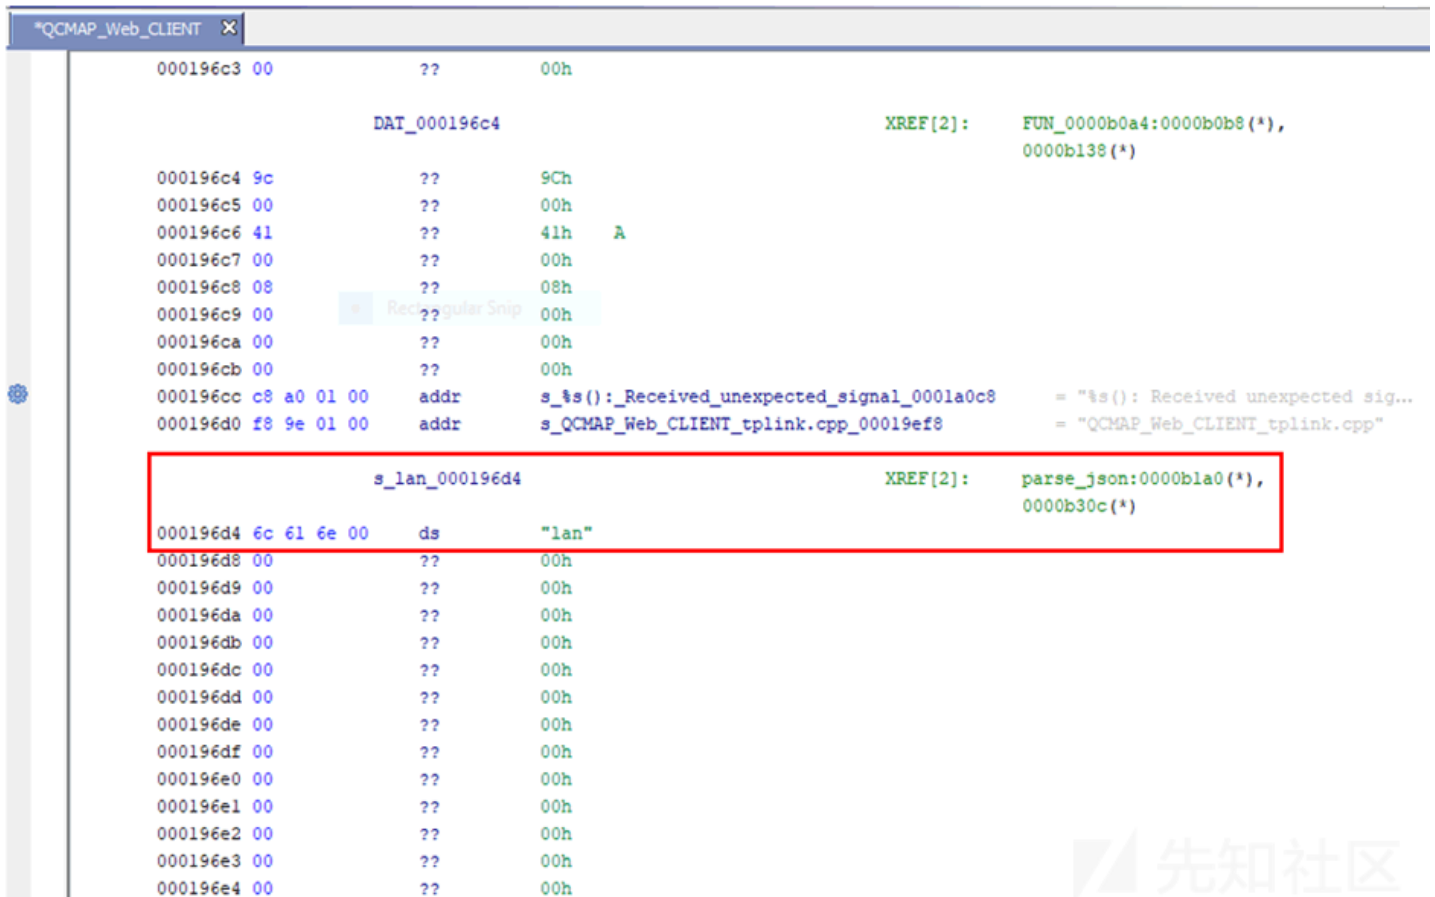 *QCMAP_Web_CLIENT X
000196c3 00 ?? 00h
DAT_000196c4 XREF[2]: FUN_0000b0a4:0000b0b8(*),
0000b138(*)
000196c4 9c ?? 9Ch
000196c5 00 ?? 00h
000196c6 41 ?? 41h A
000196c7 00 ?? 00h
000196c8 08 ?? 08h
Rectangular Snip
000196c9 00 ?? 00h
000196ca 00 ?? 00h
000196cb 00 ?? 00h
000196cc c8 a0 01 00 addr s_%s():_Received_unexpected_signal_0001a0c8 = "%s(): Received unexpected sig...
000196d0 f8 9e 01 00 addr s_QCMAP_Web_CLIENT_tplink.cpp_00019ef8 = "QCMAP_Web_CLIENT_tplink.cpp"
s_lan_000196d4 XREF[2]: parse_json:0000b1a0(*),
0000b30c(*)
000196d4 6c 61 6e 00 ds "lan"
000196d8 00 ?? 00h
000196d9 00 ?? 00h
000196da 00 ?? 00h
000196db 00 ?? 00h
000196dc 00 ?? 00h
000196dd 00 ?? 00h
000196de 00 ?? 00h
000196df 00 ?? 00h
000196e0 00 ?? 00h
000196e1 00 ?? 00h
000196e2 00 ?? 00h
000196e3 00 ?? 00h
000196e4 00 ?? 00h
先知社区